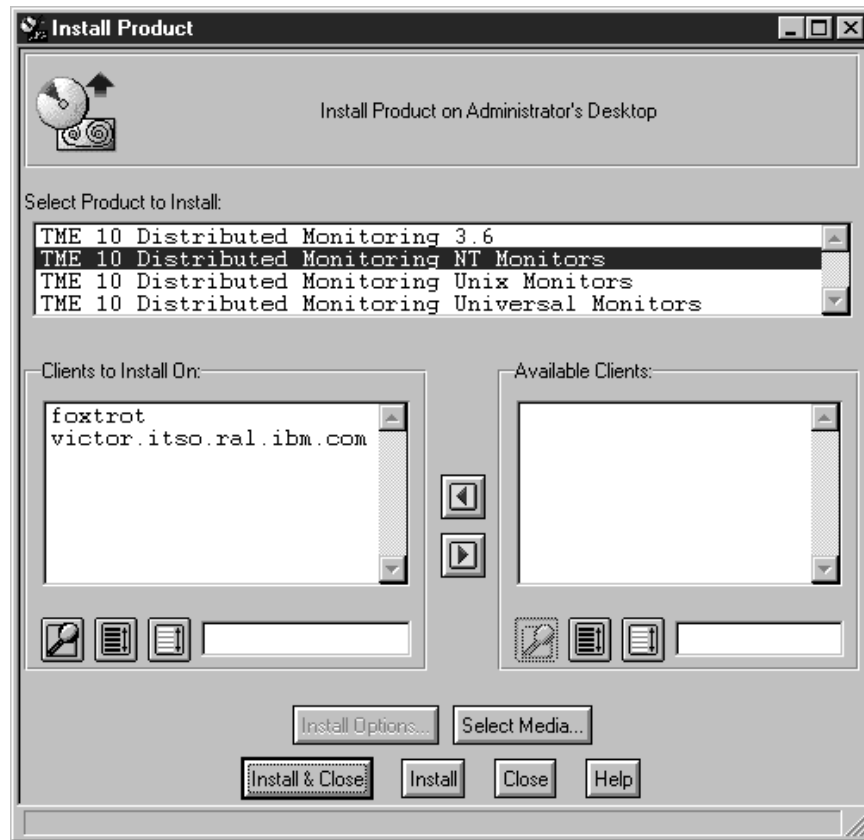 Install Product
Install Product on Administrator's Desktop
Select Product to Install:
TME 10 Distributed Monitoring 3.6
TME 10 Distributed Monitoring NT Monitors
TME 10 Distributed Monitoring Unix Monitors
TME 10 Distributed Monitoring Universal Monitors
Clients to Install On:
Available Clients:
foxtrot
victor.itso.ral.ibm.com
Install Options... Select Media...
Install & Close Install Close Help